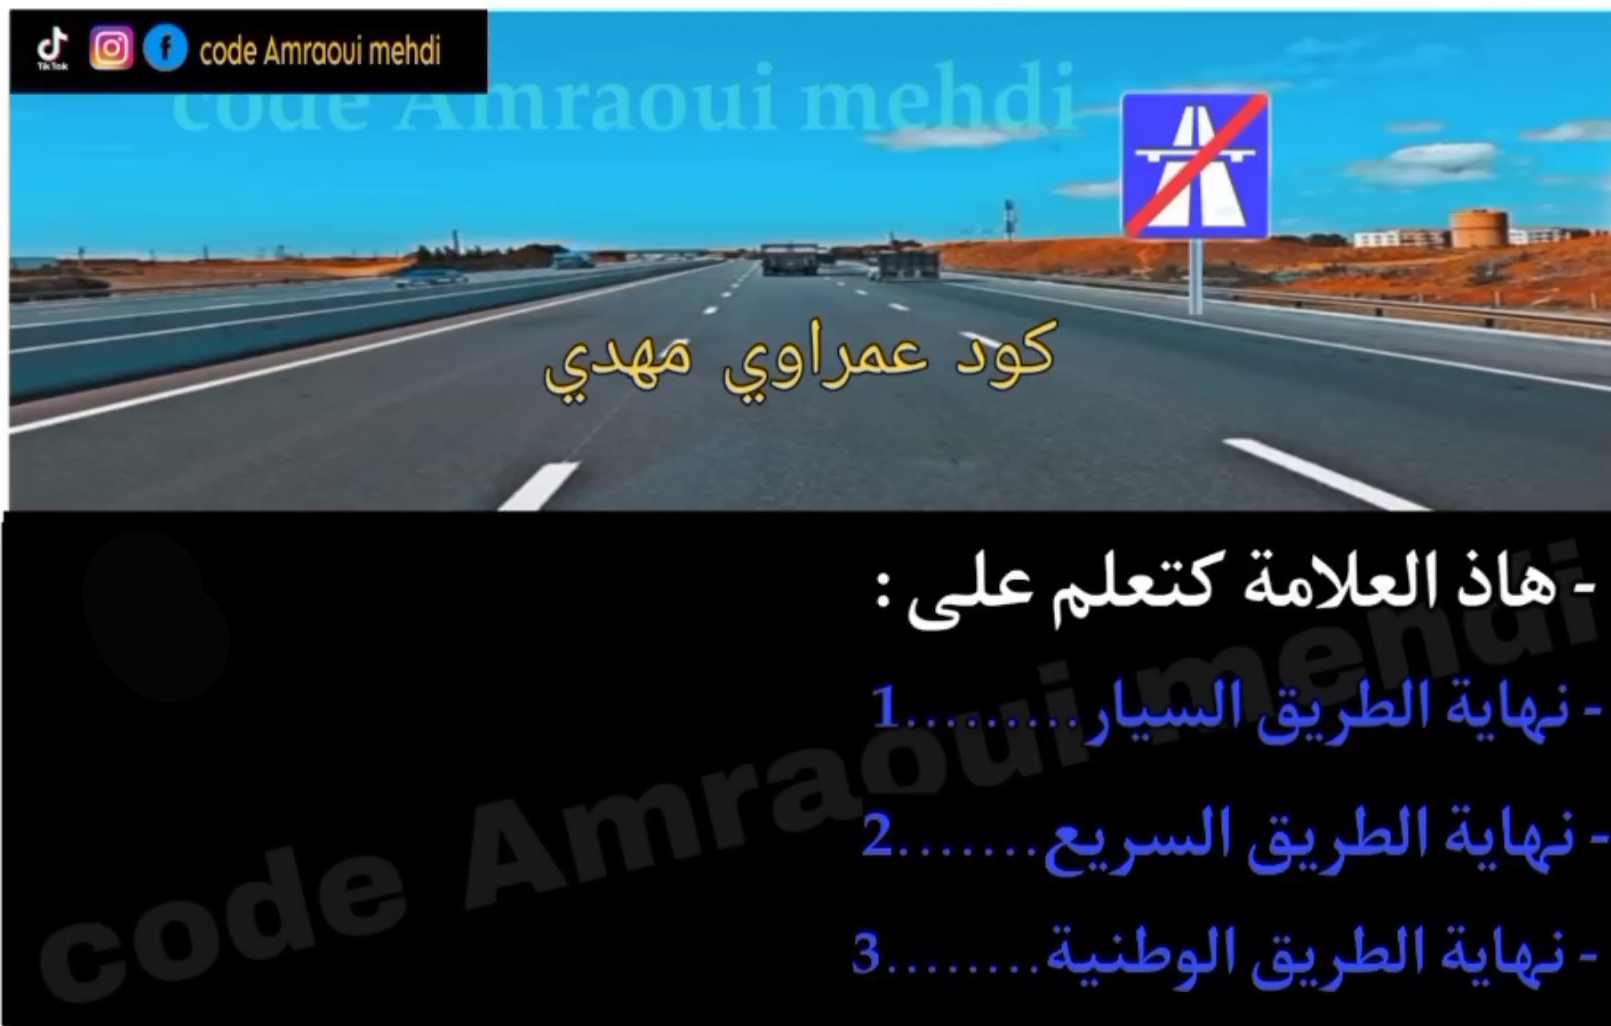 TikTok
code Amraoui mehdi
code Amraoui mehdi
كود عمراوي مهدي
- هاذ العلامة كتعلم على :
- نهاية الطريق السيار.........1
- نهاية الطريق السريع.......2
- نهاية الطريق الوطنية........3
code Amraoui mehdi